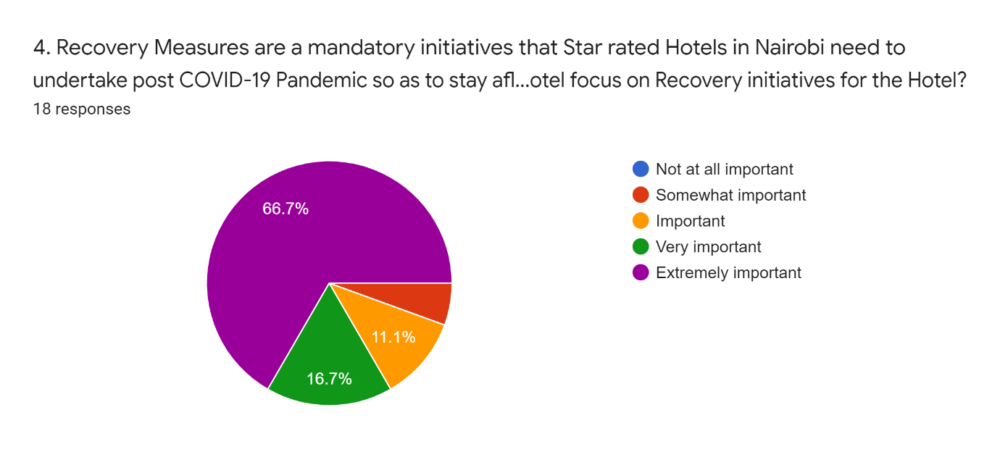 4. Recovery Measures are a mandatory initiatives that Star rated Hotels in Nairobi need to
undertake post COVID-19 Pandemic so as to stay afl...otel focus on Recovery initiatives for the Hotel?
18 responses
66.7%
11.1%
16.7%
Not at all important
Somewhat important
Important
Very important
Extremely important